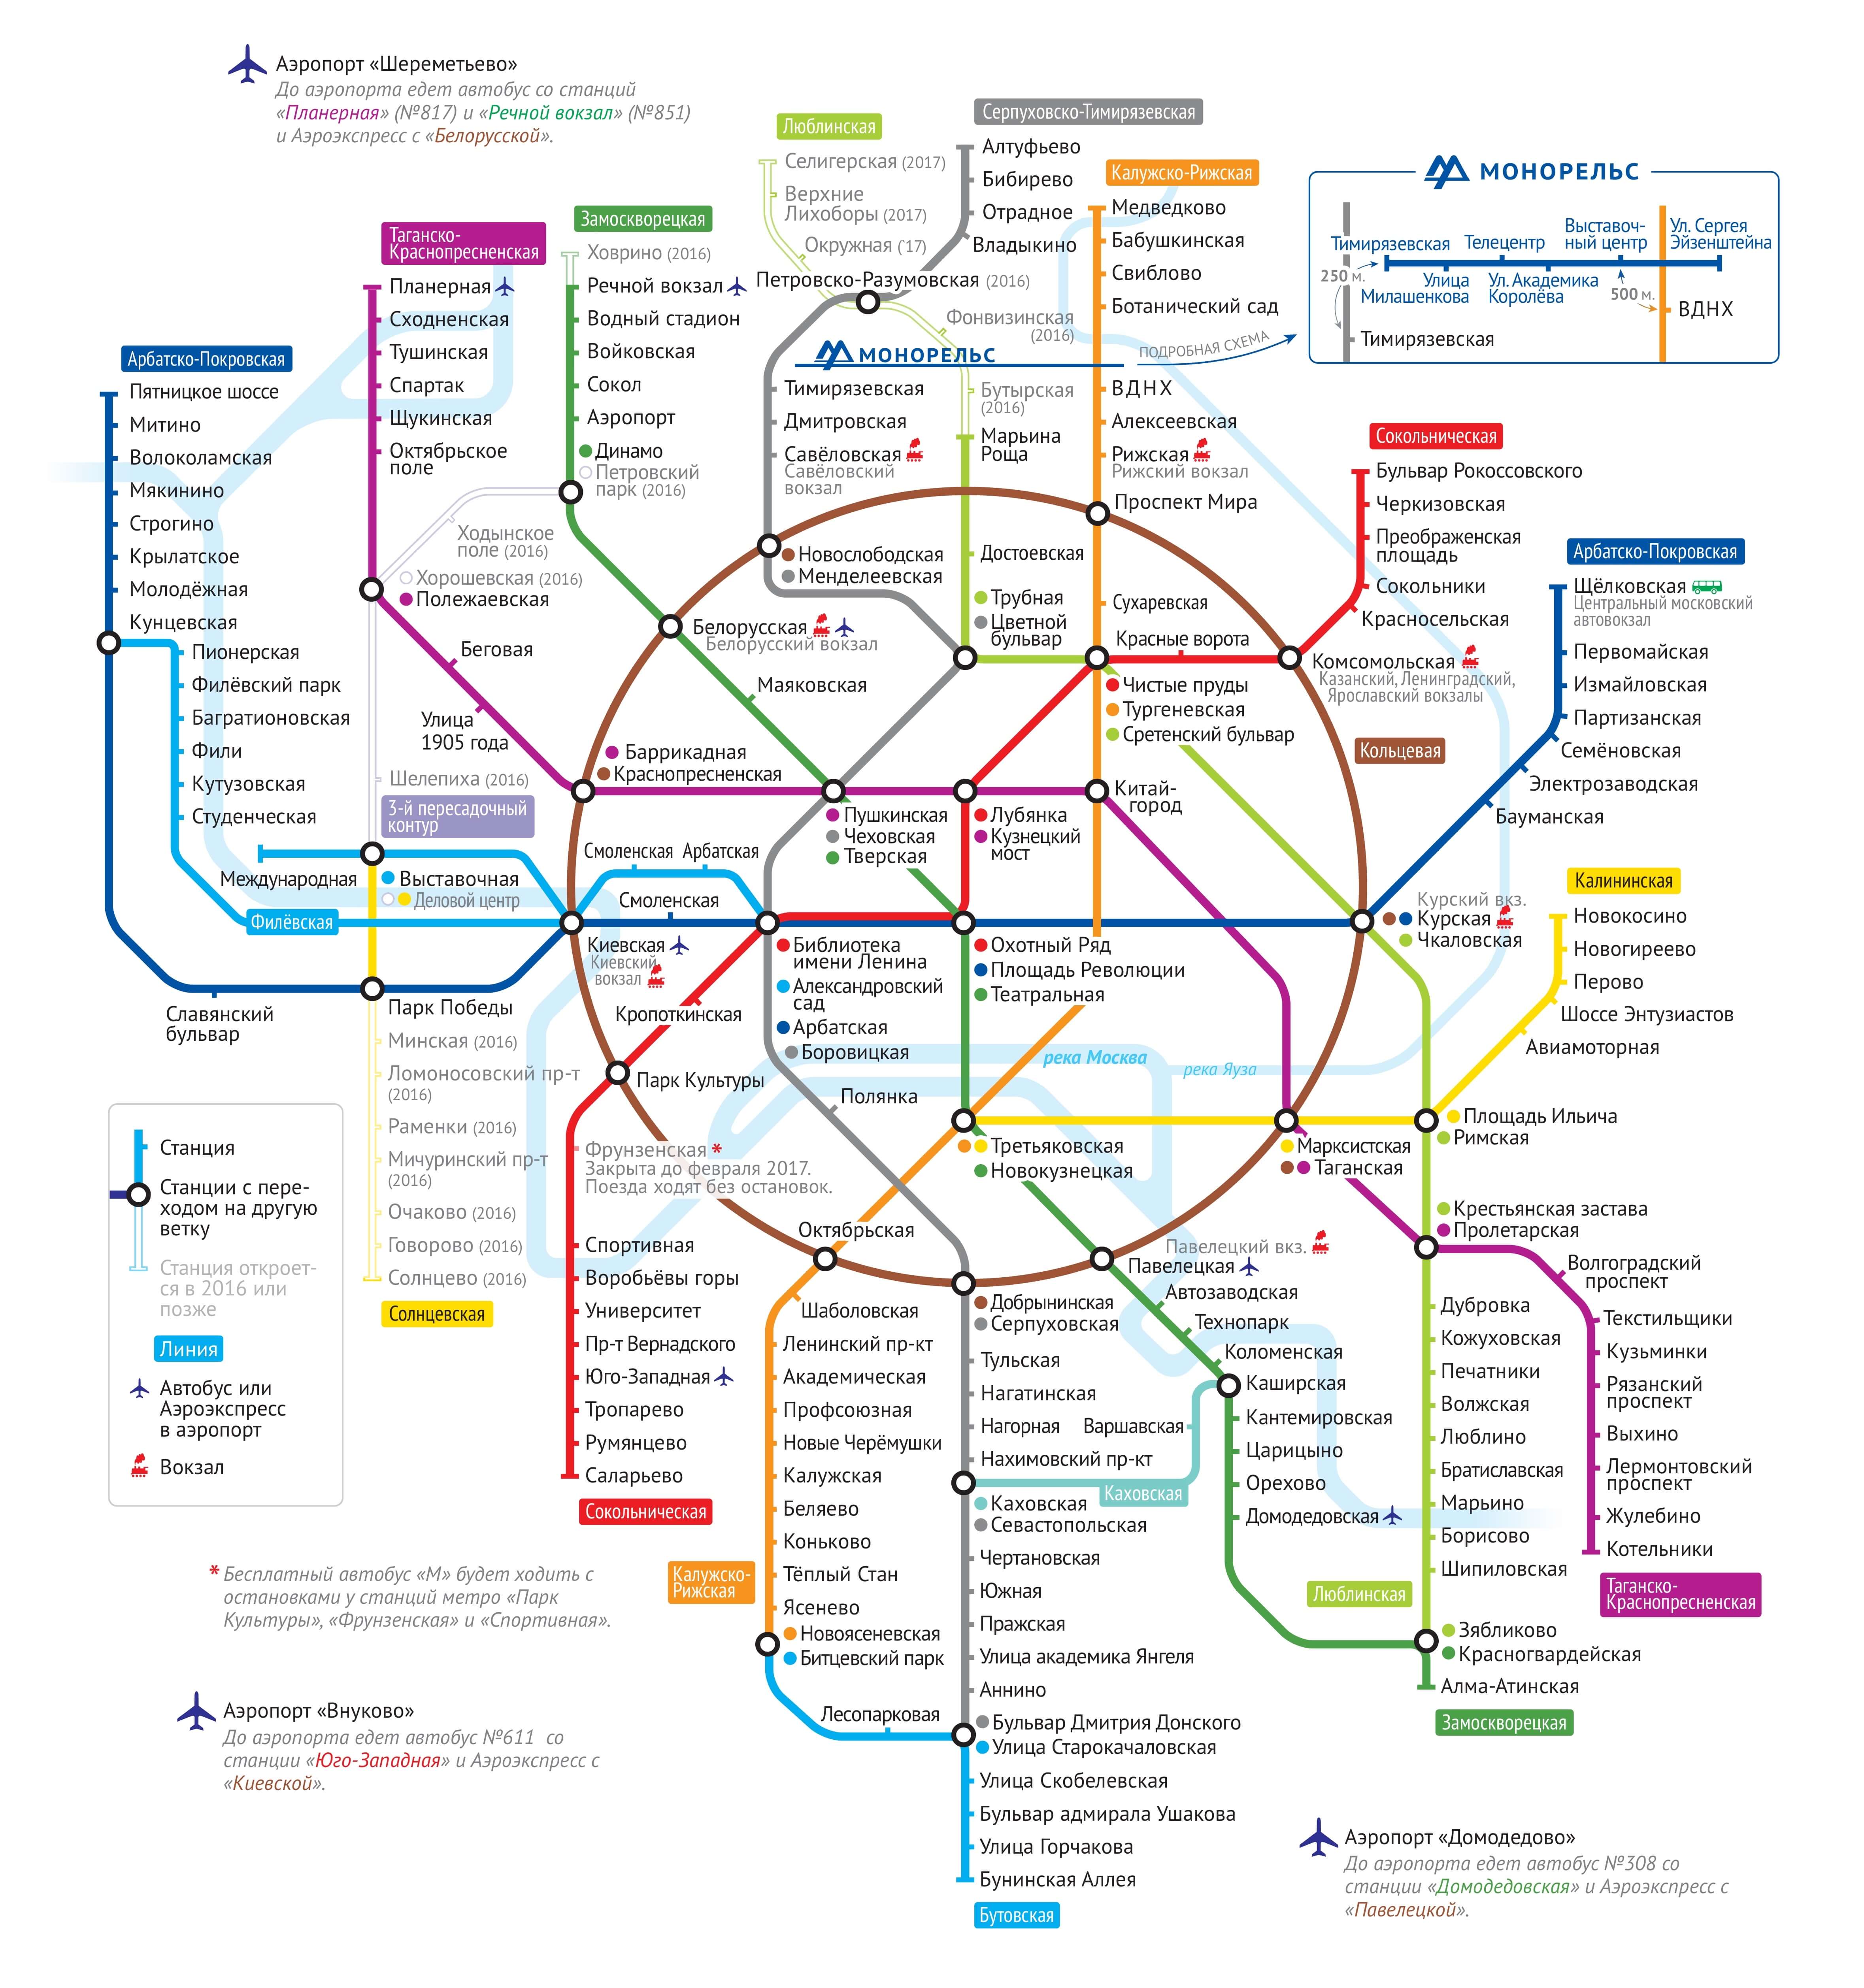 Аэропорт «Шереметьево»
До аэропорта едет автобус со станций
«Планерная» (№817) и «Речной вокзал» (№851)
и Аэроэкспресс с «Белорусской».
Люблинская
Селигерская (2017)
Верхние
Лихоборы (2017)
Окружная ('17)
Петровско-Разумовская (2016)
Фонвизинская
(2016)
Бутырская
(2016)
Марьина
Роща
Достоевская
Трубная
Цветной
бульвар
Серпуховско-Тимирязевская
Алтуфьево
Бибирево
Отрадное
Владыкино
Калужско-Рижская
Медведково
Бабушкинская
Свиблово
Ботанический сад
МОНОРЕЛЬС
ПОДРОБНАЯ СХЕМА
МОНОРЕЛЬС
Тимирязевская
Телецентр
Выставоч-
ный центр
Ул. Сергея
Эйзенштейна
250 м.
Улица
Милашенкова
Ул. Академика
Королёва
500 м.
ВДНХ
Тимирязевская
ВДНХ
Алексеевская
Рижская
Рижский вокзал
Проспект Мира
Сухаревская
Замоскворецкая
Ховрино (2016)
Речной вокзал
Водный стадион
Войковская
Сокол
Аэропорт
Динамо
Петровский
парк (2016)
Таганско-
Краснопресненская
Планерная
Сходненская
Тушинская
Спартак
Щукинская
Октябрьское
поле
Ходынское
поле (2016)
Хорошевская (2016)
Полежаевская
Беговая
Улица
1905 года
Шелепиха (2016)
3-й пересадочный
контур
Арбатско-Покровская
Пятницкое шоссе
Митино
Волоколамская
Мякинино
Строгино
Крылатское
Молодёжная
Кунцевская
Пионерская
Филёвский парк
Багратионовская
Фили
Кутузовская
Студенческая
Международная
Выставочная
Деловой центр
Филёвская
Славянский
бульвар
Парк Победы
Тимирязевская
Дмитровская
Савёловская
Савёловский
вокзал
Новослободская
Менделеевская
Белорусская
Белорусский вокзал
Маяковская
Баррикадная
Краснопресненская
Смоленская
Арбатская
Смоленская
Киевская
Киевский
вокзал
Пушкинская
Чеховская
Тверская
Лубянка
Кузнецкий
мост
Китай-
город
Чистые пруды
Тургеневская
Сретенский бульвар
Красные ворота
Сокольническая
Бульвар Рокоссовского
Черкизовская
Преображенская
площадь
Сокольники
Красносельская
Комсомольская
Казанский, Ленинградский,
Ярославский вокзалы
Кольцевая
Арбатско-Покровская
Щёлковская
Центральный московский
автовокзал
Первомайская
Измайловская
Партизанская
Семёновская
Электрозаводская
Бауманская
Курский вкз.
Курская
Чкаловская
Калининская
Новокосино
Новогиреево
Перово
Шоссе Энтузиастов
Авиамоторная
Площадь Ильича
Римская
Библиотека
имени Ленина
Александровский
сад
Арбатская
Боровицкая
Охотный Ряд
Площадь Революции
Театральная
Кропоткинская
Парк Культуры
Полянка
река Москва
река Яуза
Третьяковская
Новокузнецкая
Марксистская
Таганская
Крестьянская застава
Пролетарская
Минская (2016)
Ломоносовский пр-т
(2016)
Раменки (2016)
Мичуринский пр-т
(2016)
Очаково (2016)
Говорово (2016)
Солнцево (2016)
Солнцевская
Фрунзенская *
Закрыта до февраля 2017.
Поезда ходят без остановок.
Спортивная
Воробьёвы горы
Университет
Пр-т Вернадского
Юго-Западная
Тропарево
Румянцево
Саларьево
Сокольническая
Октябрьская
Шаболовская
Ленинский пр-кт
Академическая
Профсоюзная
Новые Черёмушки
Калужская
Беляево
Коньково
Тёплый Стан
Ясенево
Новоясеневская
Битцевский парк
Калужско-
Рижская
Лесопарковая
Добрынинская
Серпуховская
Тульская
Нагатинская
Нагорная
Варшавская
Нахимовский пр-кт
Каховская
Каховская
Севастопольская
Чертановская
Южная
Пражская
Улица академика Янгеля
Аннино
Бульвар Дмитрия Донского
Улица Старокачаловская
Улица Скобелевская
Бульвар адмирала Ушакова
Улица Горчакова
Бунинская Аллея
Бутовская
Павелецкий вкз.
Павелецкая
Автозаводская
Технопарк
Коломенская
Каширская
Кантемировская
Царицыно
Орехово
Домодедовская
Дубровка
Кожуховская
Печатники
Волжская
Люблино
Братиславская
Марьино
Борисово
Шипиловская
Люблинская
Зябликово
Красногвардейская
Алма-Атинская
Замоскворецкая
Волгоградский
проспект
Текстильщики
Кузьминки
Рязанский
проспект
Выхино
Лермонтовский
проспект
Жулебино
Котельники
Таганско-
Краснопресненская
Станция
Станции с пере-
ходом на другую
ветку
Станция откроет-
ся в 2016 или
позже
Линия
Автобус или
Аэроэкспресс
в аэропорт
Вокзал
* Бесплатный автобус «М» будет ходить с
остановками у станций метро «Парк
Культуры», «Фрунзенская» и «Спортивная».
Аэропорт «Внуково»
До аэропорта едет автобус №611 со
станции «Юго-Западная» и Аэроэкспресс с
«Киевской».
Аэропорт «Домодедово»
До аэропорта едет автобус №308 со
станции «Домодедовская» и Аэроэкспресс с
«Павелецкой».